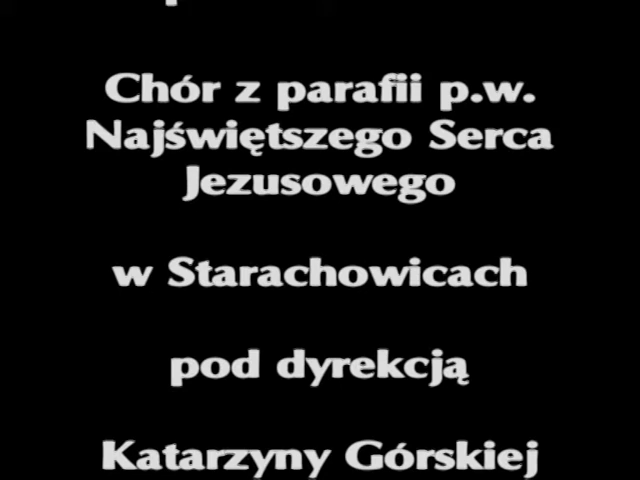 Chór z parafii p.w.
Najświętszego Serca
Jezusowego
w Starachowicach
pod dyrekcją
Katarzyny Górskiej